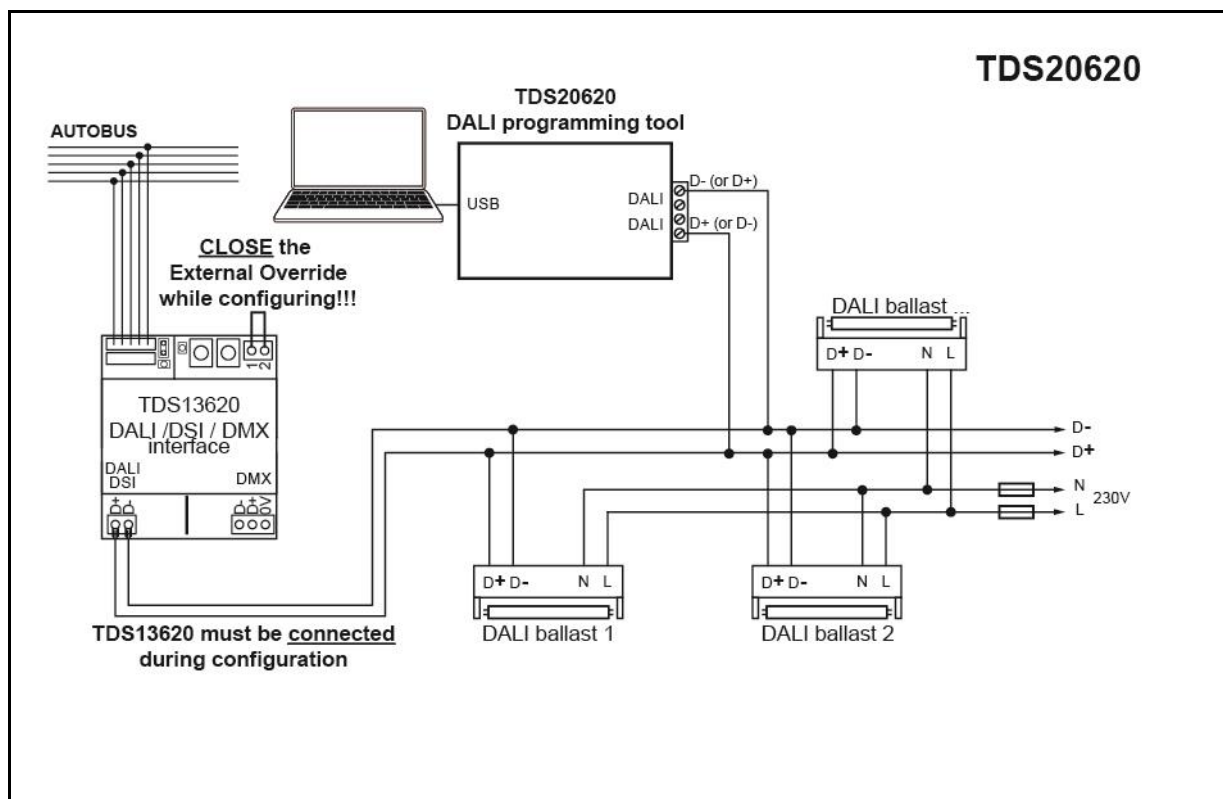 TDS20620
TDS20620
DALI programming tool
AUTOBUS
USB
DALI
DALI
D- (or D+)
D+ (or D-)
CLOSE the
External Override
while configuring!!!
1
2
TDS13620
DALI /DSI / DMX
interface
DALI
DSI
DMX
D+
D-
D-
D+
0V
DALI ballast ...
D+ D- N L
D-
D+
N
230V
L
D+ D- N L
DALI ballast 1
D+ D- N L
DALI ballast 2
TDS13620 must be connected
during configuration